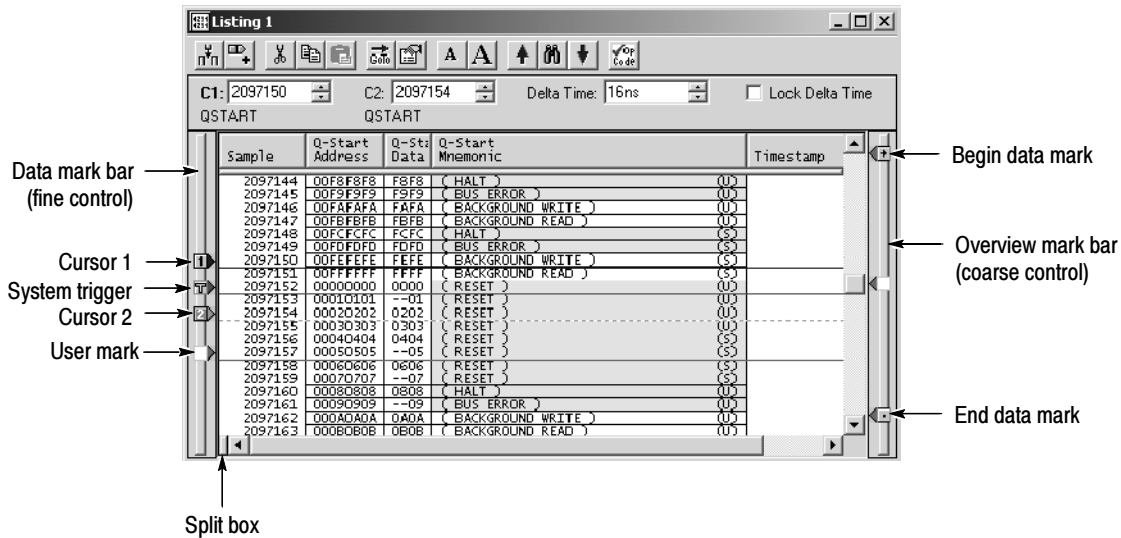 Listing 1
Goto
A A
Op Code
C1: 2097150 C2: 2097154 Delta Time: 16ns Lock Delta Time
QSTART QSTART
Sample Q-Start Address Q-Sta Data Q-Start Mnemonic Timestamp
2097144 00F8F8F8 F8F8 ( HALT ) (U)
2097145 00F9F9F9 F9F9 ( BUS ERROR ) (U)
2097146 00FAFAFA FAFA ( BACKGROUND WRITE ) (U)
2097147 00FBFBFB FBFB ( BACKGROUND READ ) (U)
2097148 00FCFCFC FCFC ( HALT ) (S)
2097149 00FDFDFD FDFD ( BUS ERROR ) (S)
2097150 00FEFEFE FEFE ( BACKGROUND WRITE ) (S)
2097151 00FFFFFF FFFF ( BACKGROUND READ ) (S)
2097152 00000000 0000 ( RESET ) (U)
2097153 00010101 --01 ( RESET ) (U)
2097154 00020202 0202 ( RESET ) (U)
2097155 00030303 0303 ( RESET ) (U)
2097156 00040404 0404 ( RESET ) (S)
2097157 00050505 --05 ( RESET ) (S)
2097158 00060606 0606 ( RESET ) (S)
2097159 00070707 --07 ( RESET ) (S)
2097160 00080808 0808 ( HALT ) (U)
2097161 00090909 --09 ( BUS ERROR ) (U)
2097162 000A0A0A 0A0A ( BACKGROUND WRITE ) (U)
2097163 000B0B0B 0B0B ( BACKGROUND READ ) (U)
Data mark bar
(fine control)
Cursor 1
1
System trigger
T
Cursor 2
2
User mark
Split box
Begin data mark
Overview mark bar
(coarse control)
End data mark